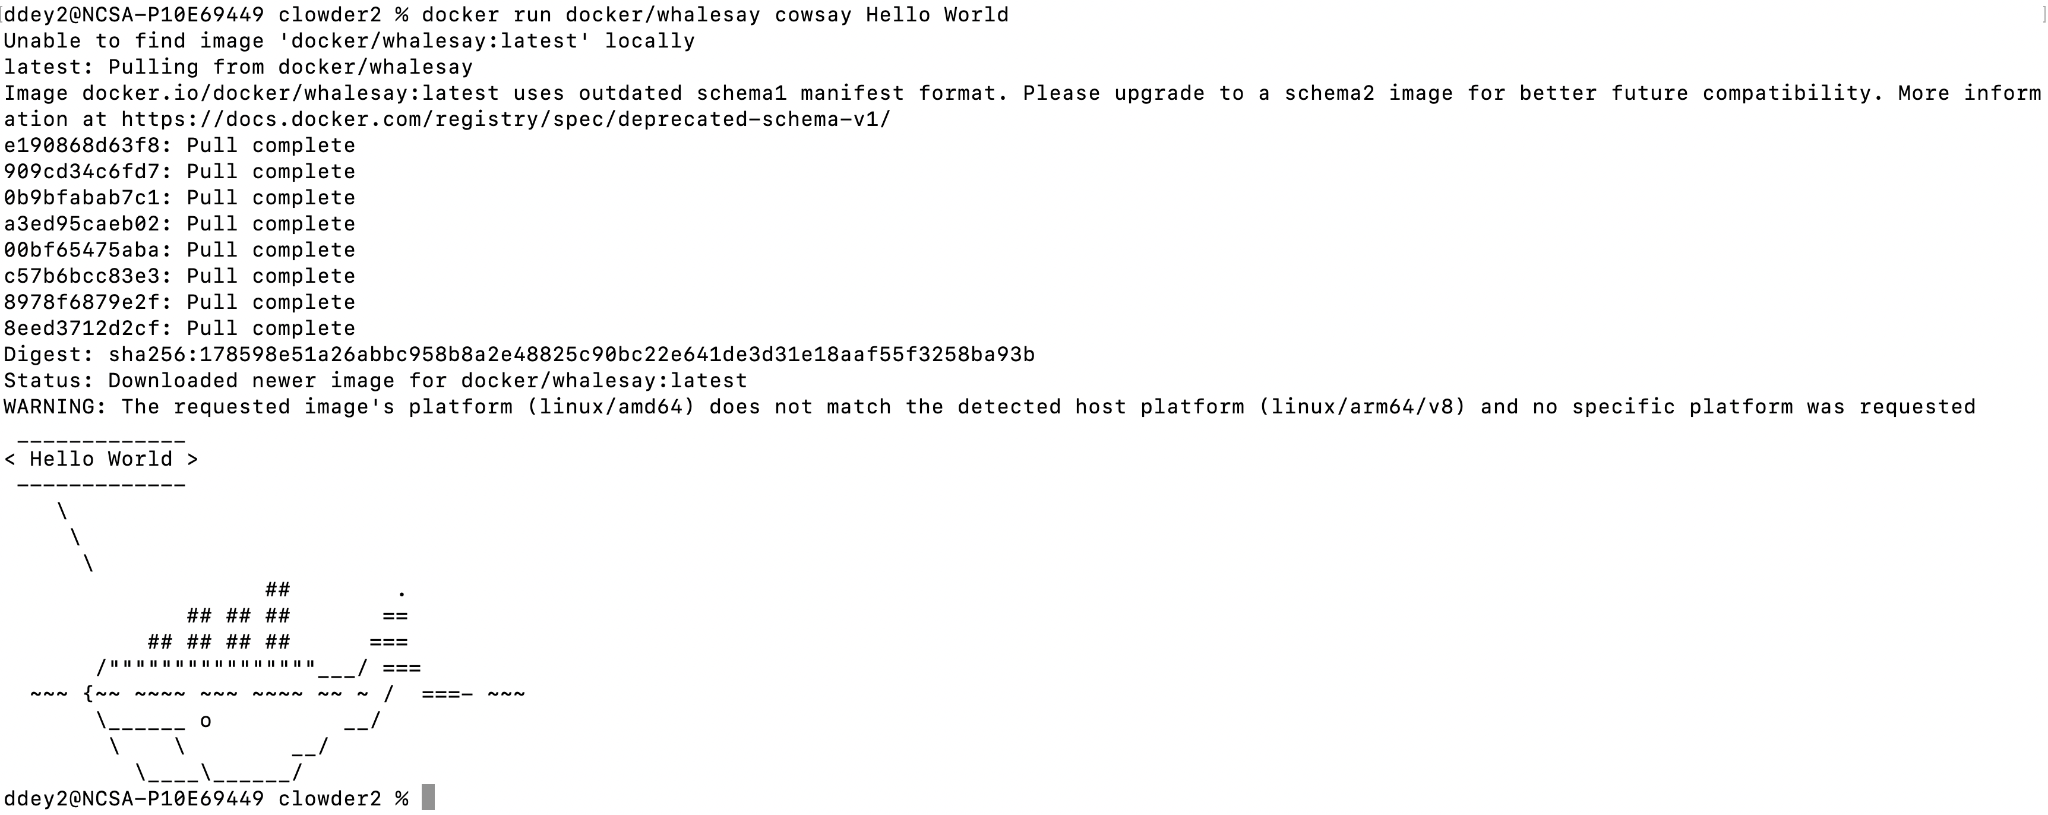 ddey2@NCSA-P10E69449 clowder2 % docker run docker/whalesay cowsay Hello World
Unable to find image 'docker/whalesay:latest' locally
latest: Pulling from docker/whalesay
Image docker.io/docker/whalesay:latest uses outdated schema1 manifest format. Please upgrade to a schema2 image for better future compatibility. More inform
ation at https://docs.docker.com/registry/spec/deprecated-schema-v1/
e190868d63f8: Pull complete
909cd34c6fd7: Pull complete
0b9bfabab7c1: Pull complete
a3ed95caeb02: Pull complete
00bf65475aba: Pull complete
c57b6bcc83e3: Pull complete
8978f6879e2f: Pull complete
8eed3712d2cf: Pull complete
Digest: sha256:178598e51a26abbc958b8a2e48825c90bc22e641de3d31e18aaf55f3258ba93b
Status: Downloaded newer image for docker/whalesay:latest
WARNING: The requested image's platform (linux/amd64) does not match the detected host platform (linux/arm64/v8) and no specific platform was requested
 _____________
< Hello World >
 -------------
    \
     \
      \
                    ##        .
              ## ## ##       ==
           ## ## ## ##      ===
       /""""""""""""""""___/ ===
  ~~~ {~~ ~~~~ ~~~ ~~~~ ~~ ~ /  ===- ~~~
       \______ o          __/
        \    \        __/
          \____\______/
ddey2@NCSA-P10E69449 clowder2 %